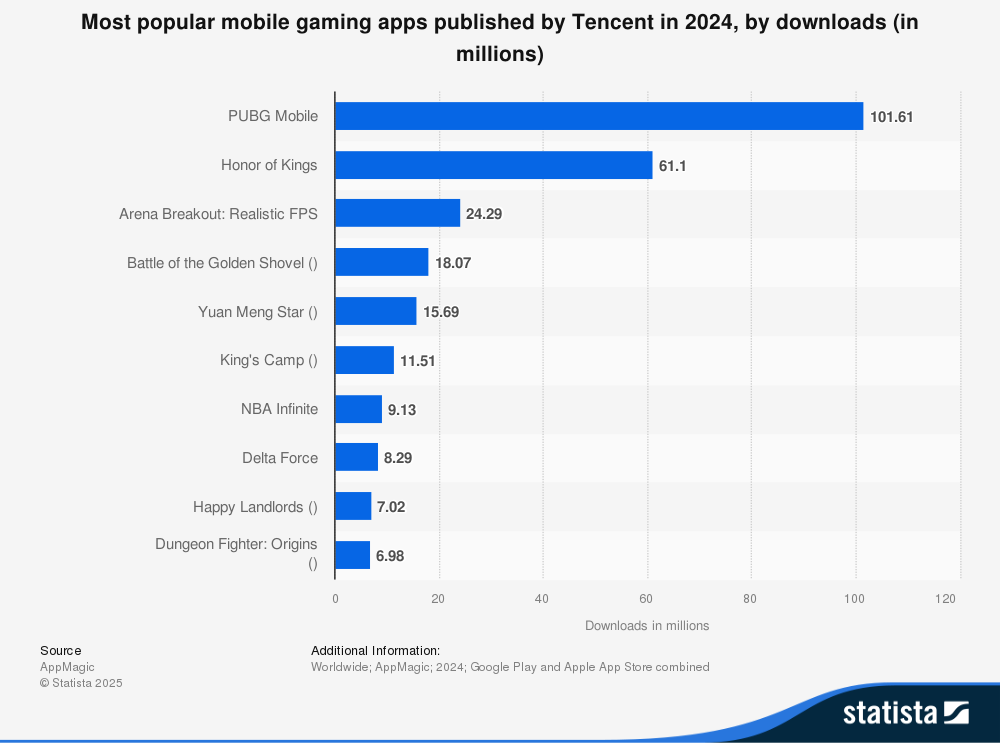 Most popular mobile gaming apps published by Tencent in 2024, by downloads (in
millions)
PUBG Mobile
101.61
Honor of Kings
61.1
Arena Breakout: Realistic FPS
24.29
Battle of the Golden Shovel ()
18.07
Yuan Meng Star ()
15.69
King's Camp ()
11.51
NBA Infinite
9.13
Delta Force
8.29
Happy Landlords ()
7.02
Dungeon Fighter: Origins
()
6.98
0 20 40 60 80 100 120
Downloads in millions
Source
AppMagic
© Statista 2025
Additional Information:
Worldwide; AppMagic; 2024; Google Play and Apple App Store combined
statista